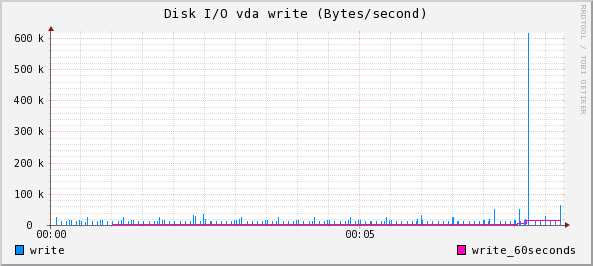 Disk I/O vda write (Bytes/second)
RRDTOOL / TOBI OETIKER
600 k
500 k
400 k
300 k
200 k
100 k
0
00:00 00:05
write write_60seconds